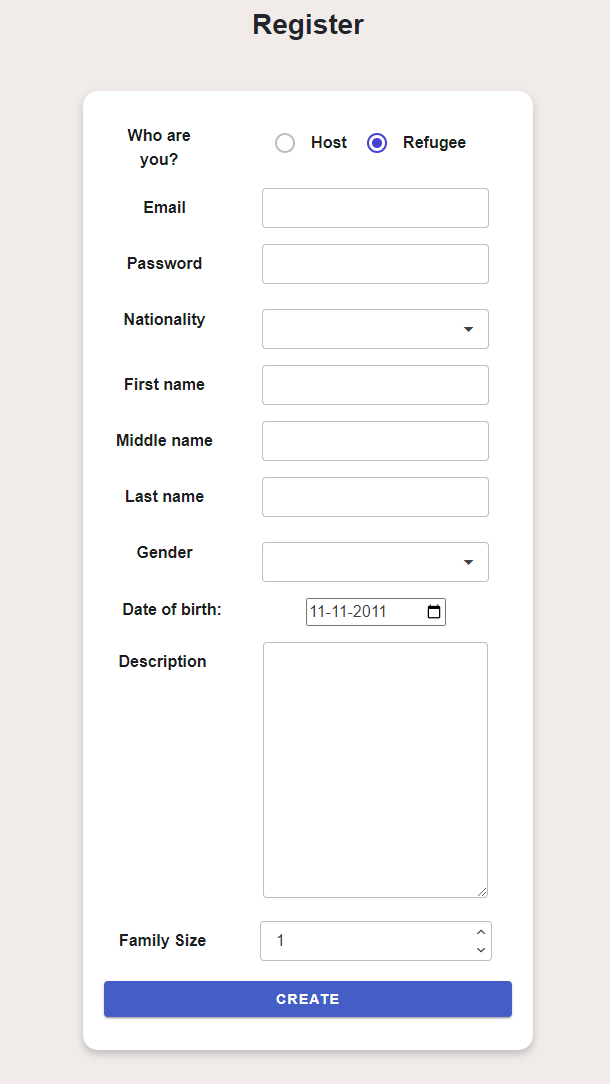 Register
Who are
you?
Host
Refugee
Email
Password
Nationality
First name
Middle name
Last name
Gender
Date of birth:
11-11-2011
Description
Family Size
1
CREATE